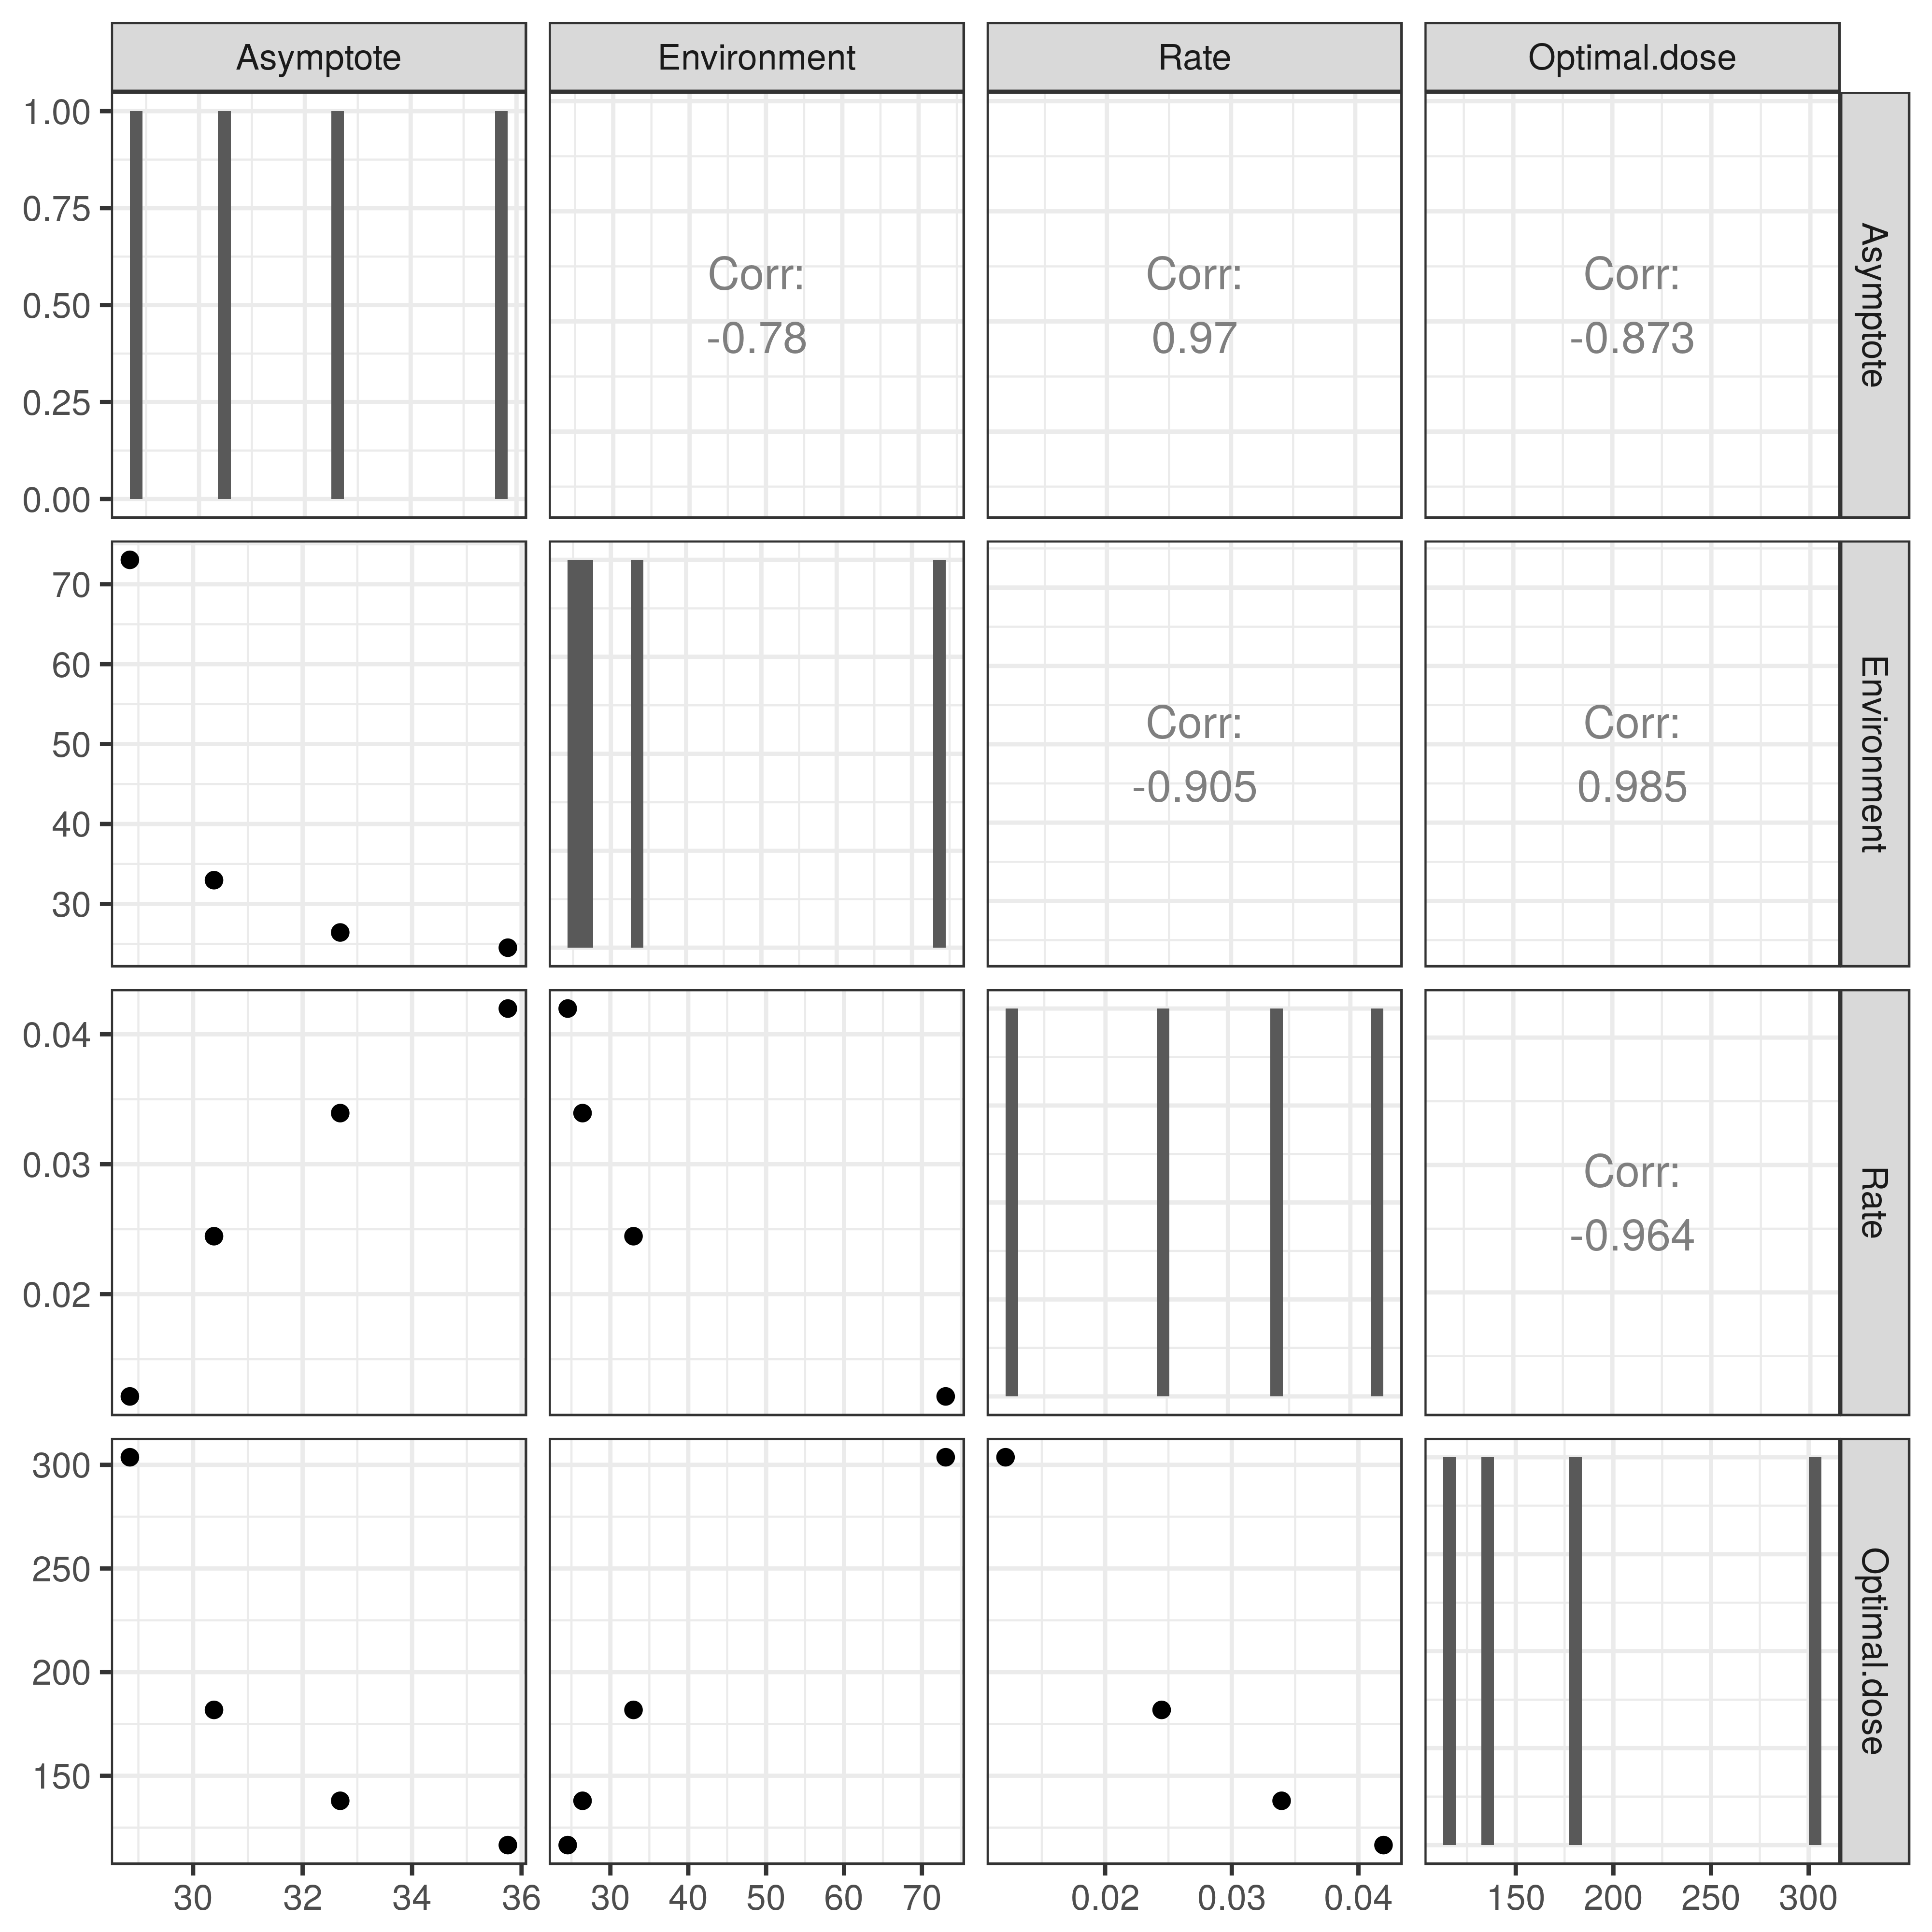 Asymptote Environment Rate Optimal.dose
1.00
0.75
0.50
0.25
0.00
Corr:
-0.78
Corr:
0.97
Corr:
-0.873
Asymptote
70
60
50
40
30
Corr:
-0.905
Corr:
0.985
Environment
0.04
0.03
0.02
Corr:
-0.964
Rate
300
250
200
150
Optimal.dose
30 32 34 36 30 40 50 60 70 0.02 0.03 0.04 150 200 250 300